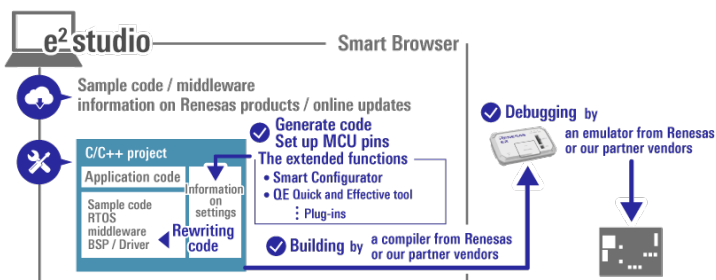 e² studio
Smart Browser
Sample code / middleware
information on Renesas products / online updates
C/C++ project
Application code
Sample code
RTOS
middleware
BSP / Driver
Information
on
settings
Rewriting
code
Generate code
Set up MCU pins
The extended functions
• Smart Configurator
• QE Quick and Effective tool
⋮ Plug-ins
Building by a compiler from Renesas
or our partner vendors
Debugging by
an emulator from Renesas
or our partner vendors
RENESAS